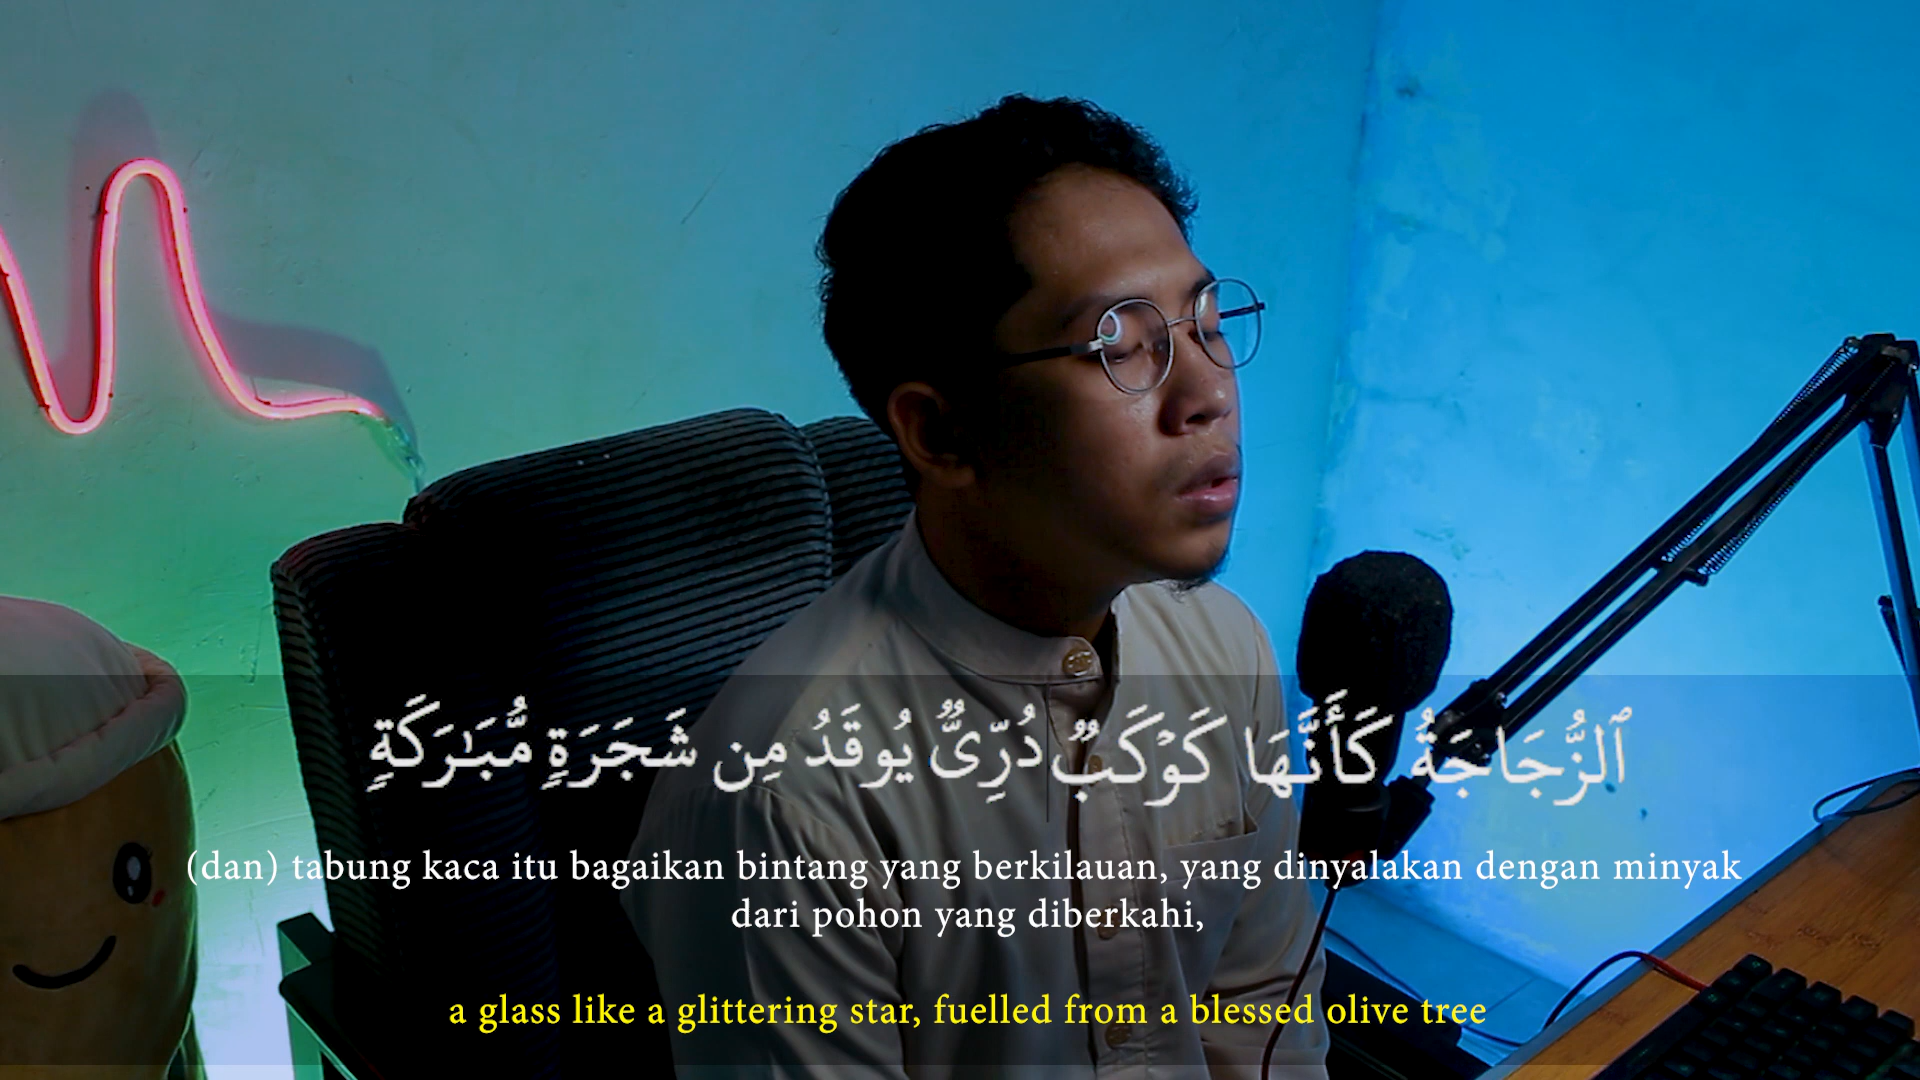 ٱلزُّجَاجَةُ كَأَنَّهَا كَوْكَبٌ دُرِّىٌّ يُوقَدُ مِن شَجَرَةٍ مُّبَـٰرَكَةٍ
(dan) tabung kaca itu bagaikan bintang yang berkilauan, yang dinyalakan dengan minyak
dari pohon yang diberkahi,
a glass like a glittering star, fuelled from a blessed olive tree